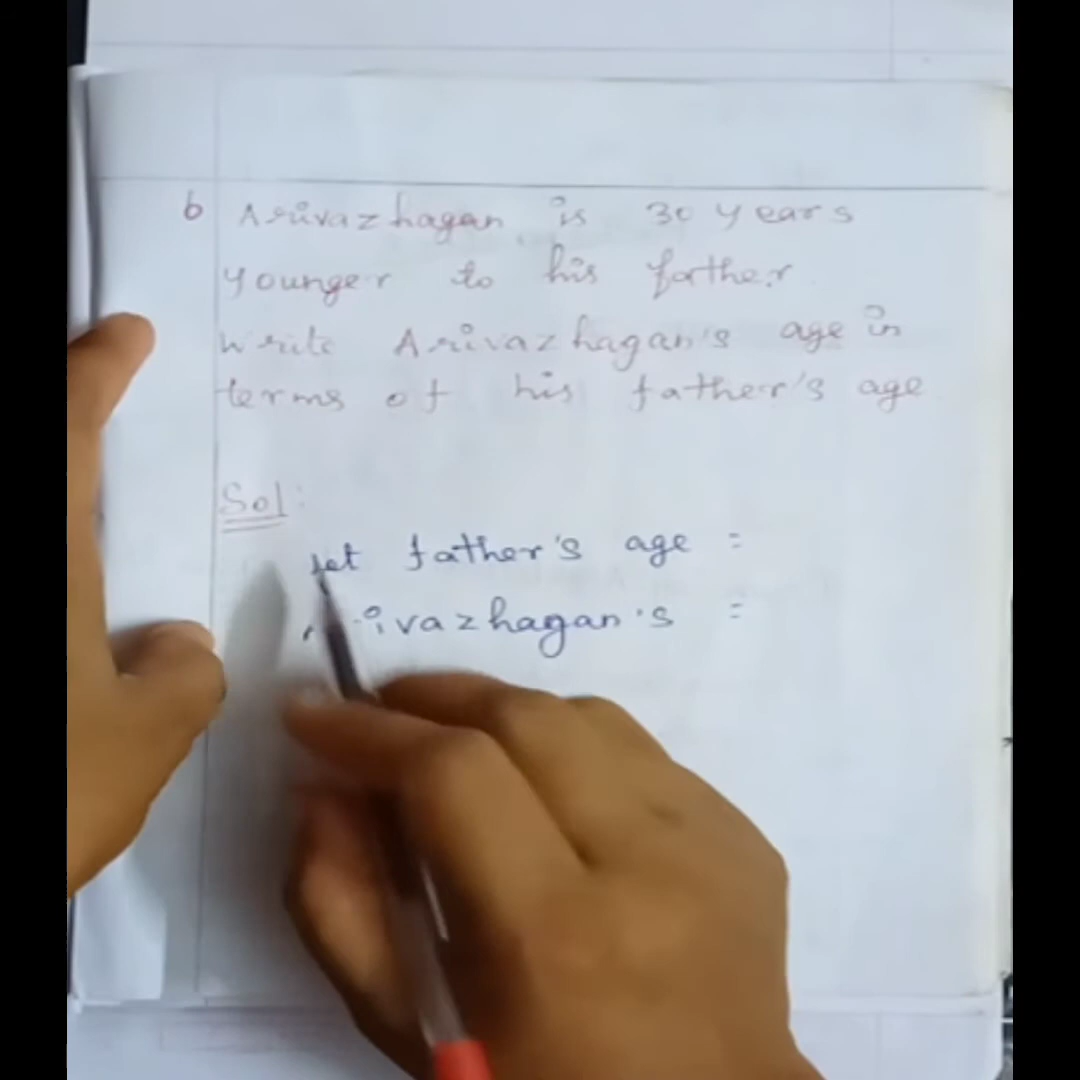 6 Arivazhagan is 30 years
younger to his father
Write Arivazhagan's age in
terms of his father's age
Sol:
Let father's age =
Arivazhagan's =